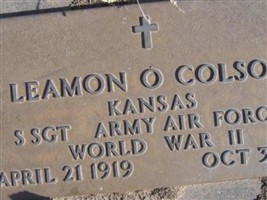 LEAMON O COLSO
KANSAS
S SGT ARMY AIR FORC
WORLD WAR II
APRIL 21 1919 OCT 3